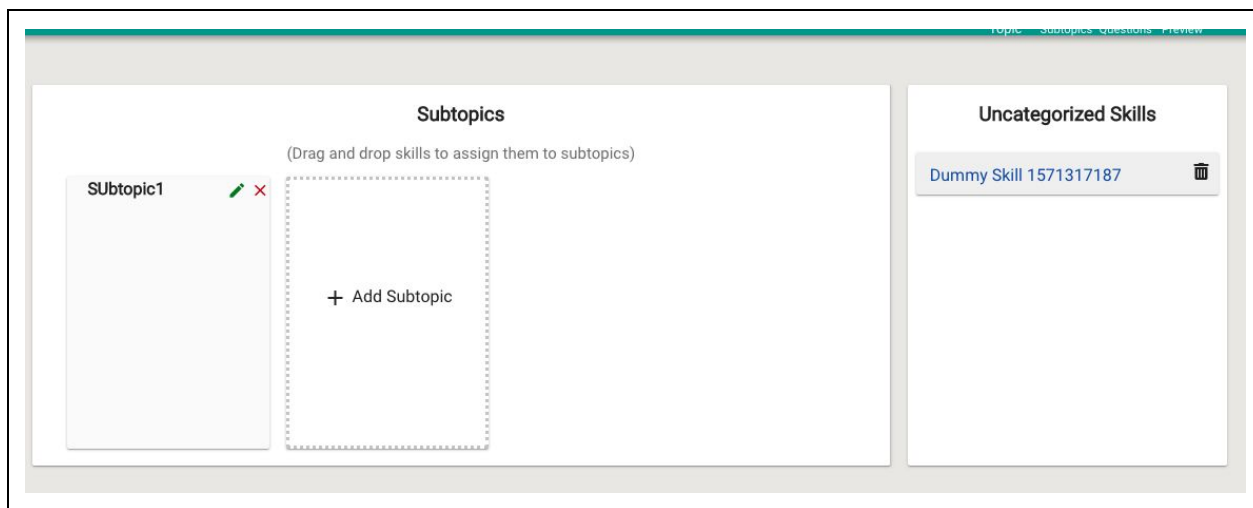 Topic Subtopics Questions Preview
Subtopics
(Drag and drop skills to assign them to subtopics)
SUbtopic1
+ Add Subtopic
Uncategorized Skills
Dummy Skill 1571317187